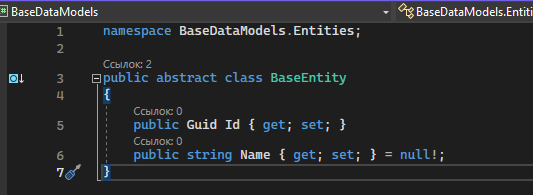 BaseDataModels
BaseDataModels.Entiti
1 namespace BaseDataModels.Entities;
2
Ссылок: 2
3 public abstract class BaseEntity
4 {
Ссылок: 0
5 public Guid Id { get; set; }
Ссылок: 0
6 public string Name { get; set; } = null!;
7 }